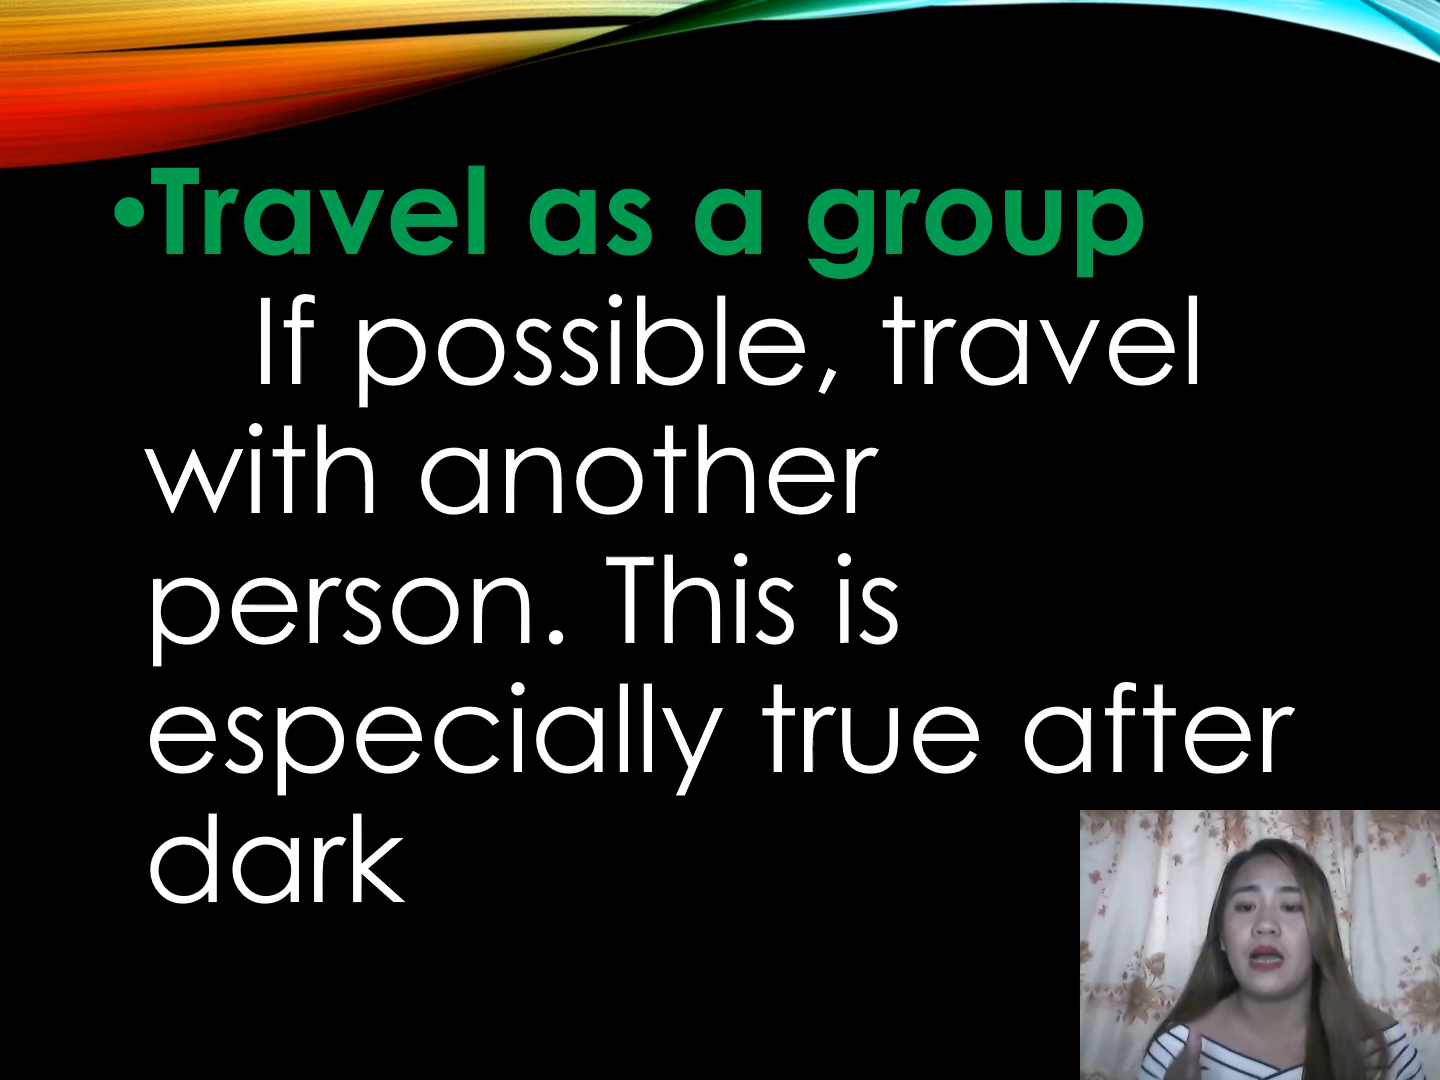 •Travel as a group
If possible, travel
with another
person. This is
especially true after
dark